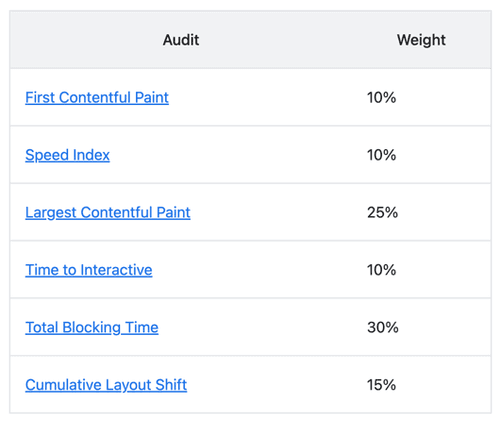 Audit Weight
First Contentful Paint 10%
Speed Index 10%
Largest Contentful Paint 25%
Time to Interactive 10%
Total Blocking Time 30%
Cumulative Layout Shift 15%